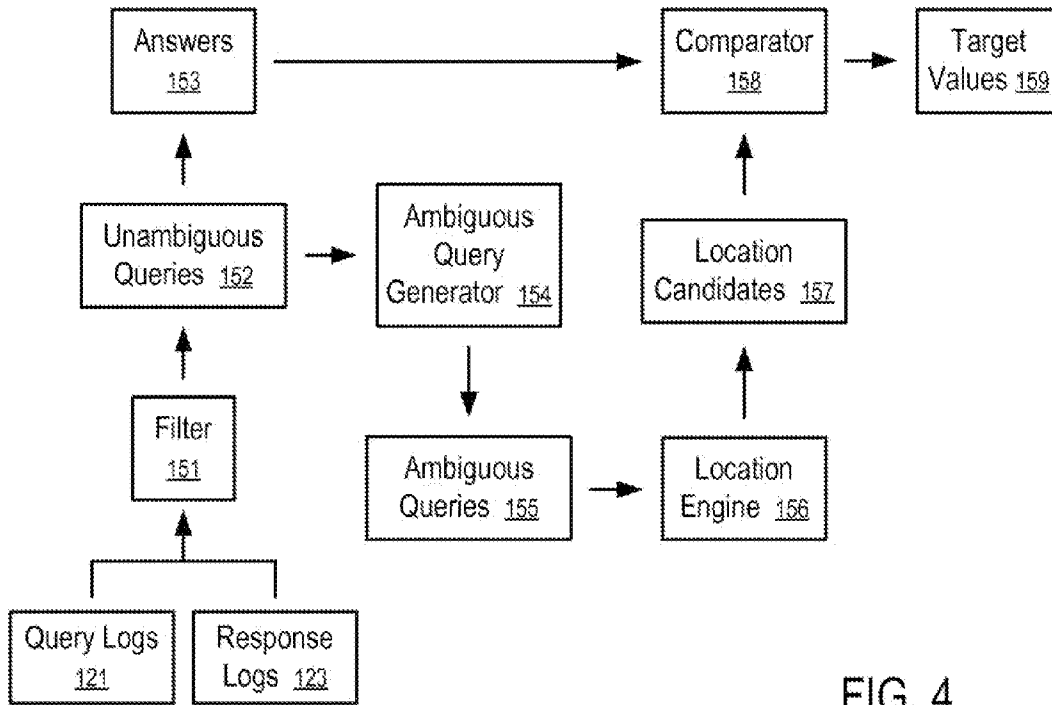 Answers
153
Comparator
158
Target
Values 159
Unambiguous
Queries 152
Ambiguous
Query
Generator 154
Location
Candidates 157
Filter
151
Ambiguous
Queries 155
Location
Engine 156
Query Logs
121
Response
Logs 123
FIG. 4